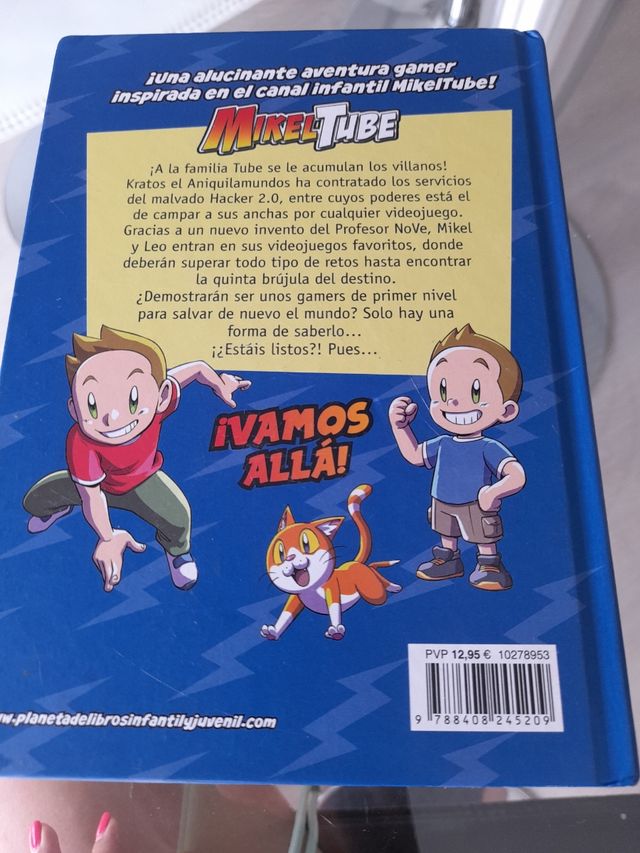 ¡Una alucinante aventura gamer
inspirada en el canal infantil MikelTube!
MIKELTUBE
¡A la familia Tube se le acumulan los villanos!
Kratos el Aniquilamundos ha contratado los servicios
del malvado Hacker 2.0, entre cuyos poderes está el
de campar a sus anchas por cualquier videojuego.
Gracias a un nuevo invento del Profesor NoVe, Mikel
y Leo entran en sus videojuegos favoritos, donde
deberán superar todo tipo de retos hasta encontrar
la quinta brújula del destino.
¿Demostrarán ser unos gamers de primer nivel
para salvar de nuevo el mundo? Solo hay una
forma de saberlo...
¡¿Estáis listos?! Pues...
¡VAMOS
ALLÁ!
PVP 12,95 € 10278953
9 788408 245209
www.planetadelibrosinfantilyjuvenil.com